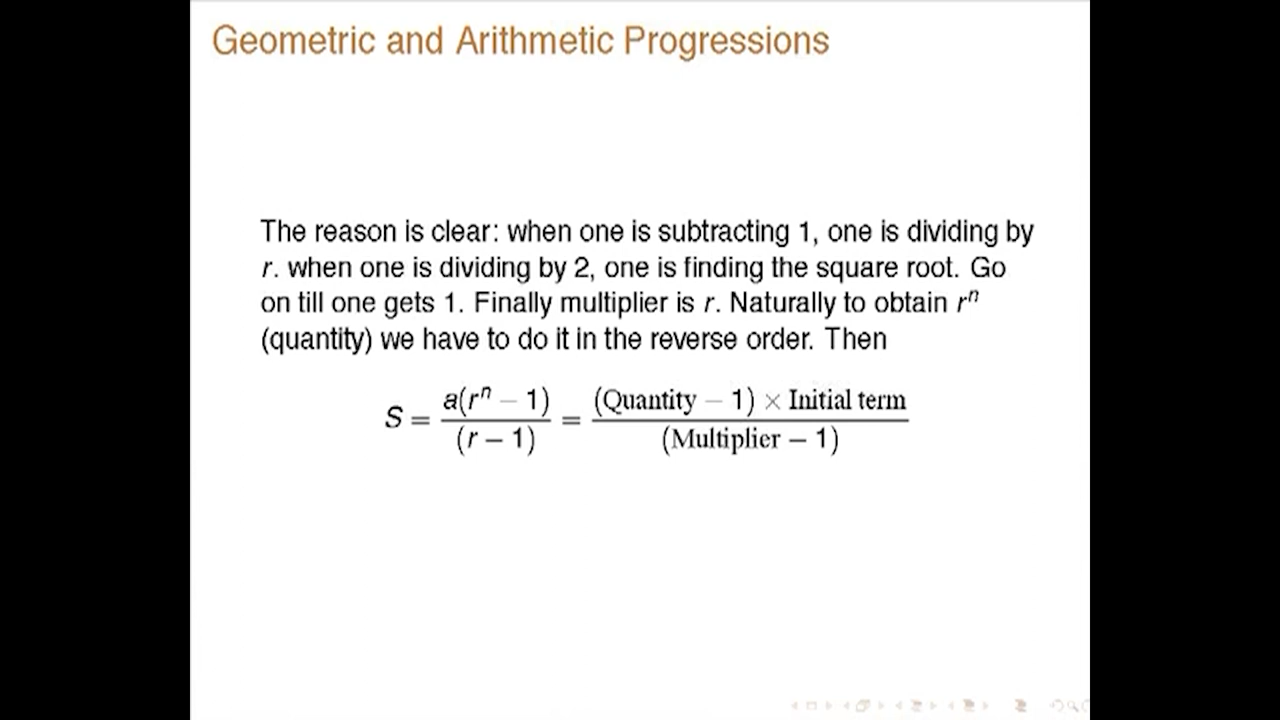 Geometric and Arithmetic Progressions
The reason is clear: when one is subtracting 1, one is dividing by
r. when one is dividing by 2, one is finding the square root. Go
on till one gets 1. Finally multiplier is r. Naturally to obtain rⁿ
(quantity) we have to do it in the reverse order. Then
S = a(rⁿ − 1) / (r − 1) = (Quantity − 1) × Initial term / (Multiplier − 1)